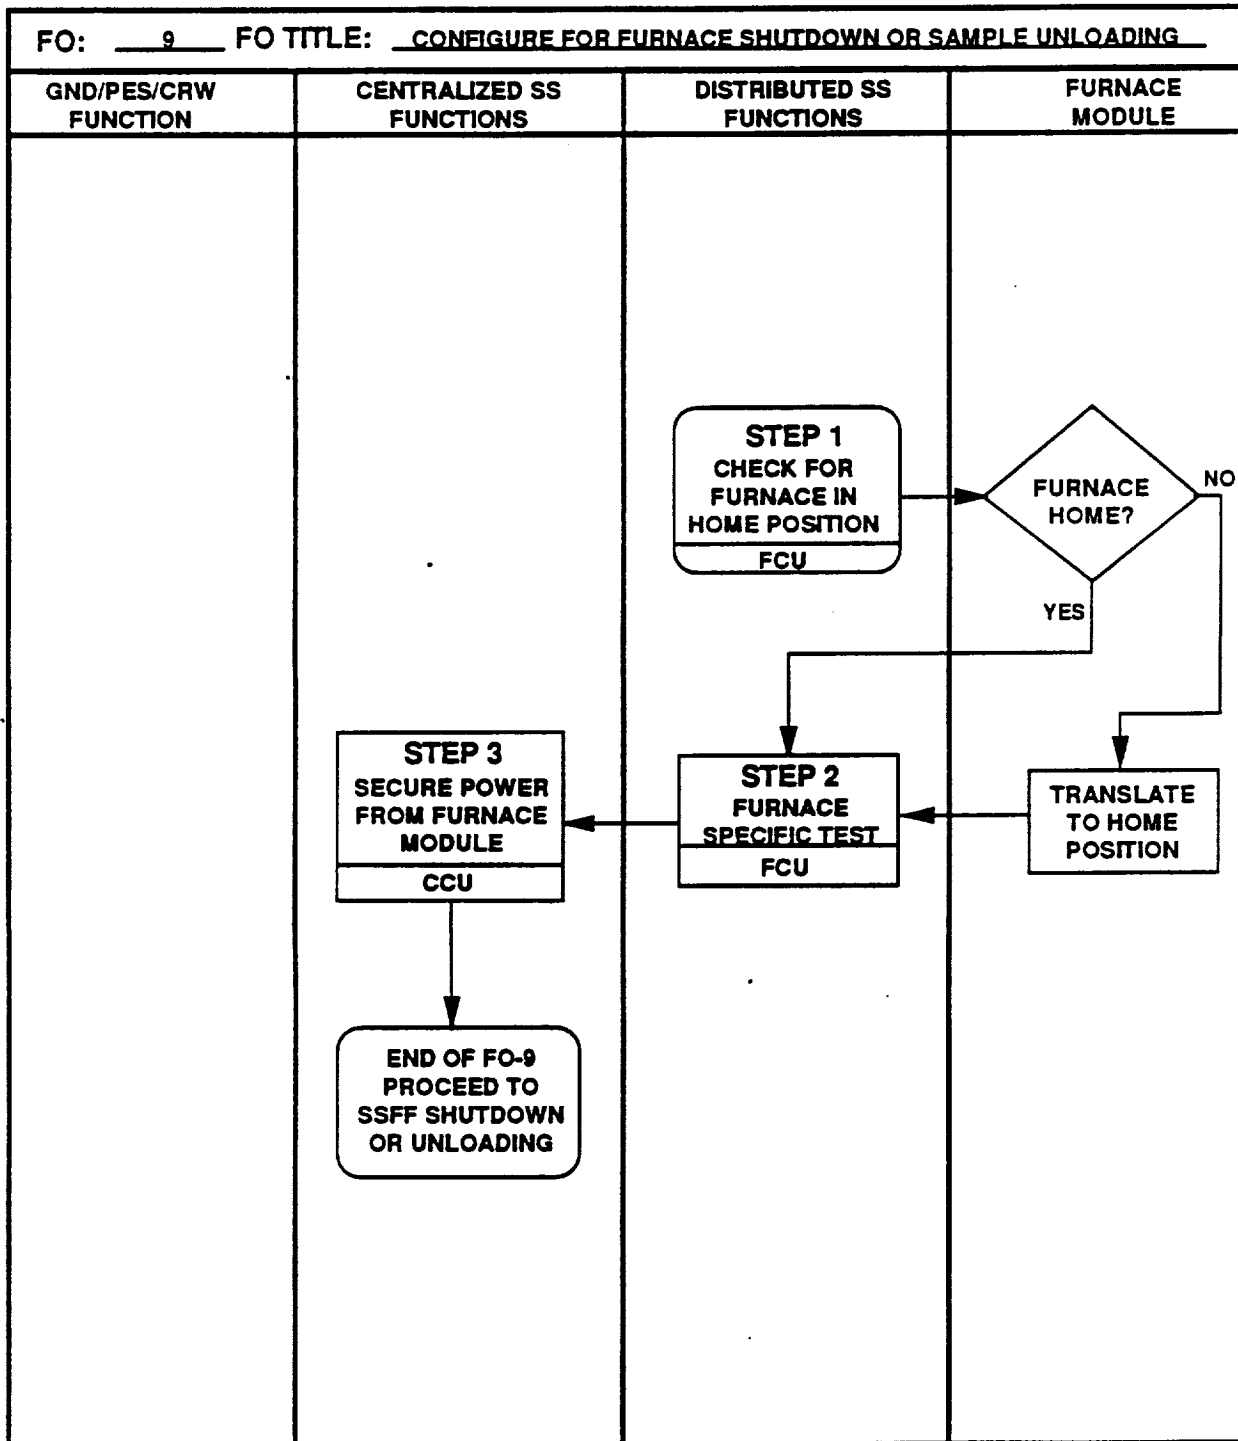 FO: 9 FO TITLE: CONFIGURE FOR FURNACE SHUTDOWN OR SAMPLE UNLOADING
GND/PES/CRW
FUNCTION
CENTRALIZED SS
FUNCTIONS
DISTRIBUTED SS
FUNCTIONS
FURNACE
MODULE
STEP 1
CHECK FOR
FURNACE IN
HOME POSITION
FCU
FURNACE
HOME?
NO
YES
TRANSLATE
TO HOME
POSITION
STEP 2
FURNACE
SPECIFIC TEST
FCU
STEP 3
SECURE POWER
FROM FURNACE
MODULE
CCU
END OF FO-9
PROCEED TO
SSFF SHUTDOWN
OR UNLOADING